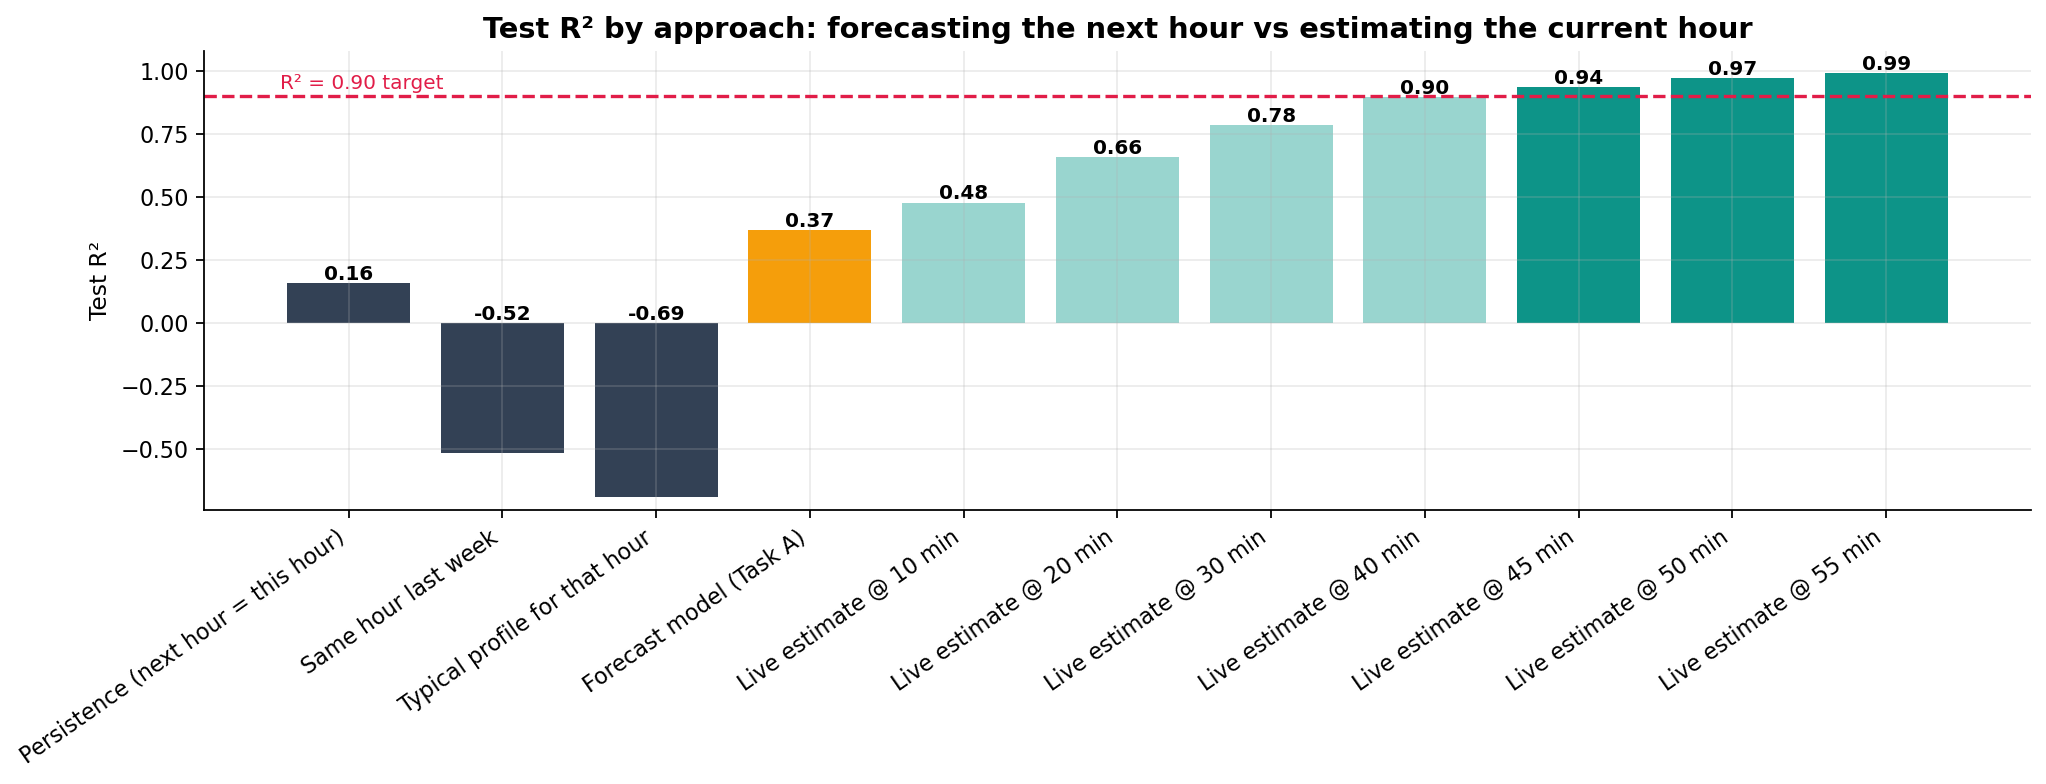 Test R² by approach: forecasting the next hour vs estimating the current hour
Test R²
1.00
0.75
0.50
0.25
0.00
−0.25
−0.50
R² = 0.90 target
0.16
-0.52
-0.69
0.37
0.48
0.66
0.78
0.90
0.94
0.97
0.99
Persistence (next hour = this hour)
Same hour last week
Typical profile for that hour
Forecast model (Task A)
Live estimate @ 10 min
Live estimate @ 20 min
Live estimate @ 30 min
Live estimate @ 40 min
Live estimate @ 45 min
Live estimate @ 50 min
Live estimate @ 55 min